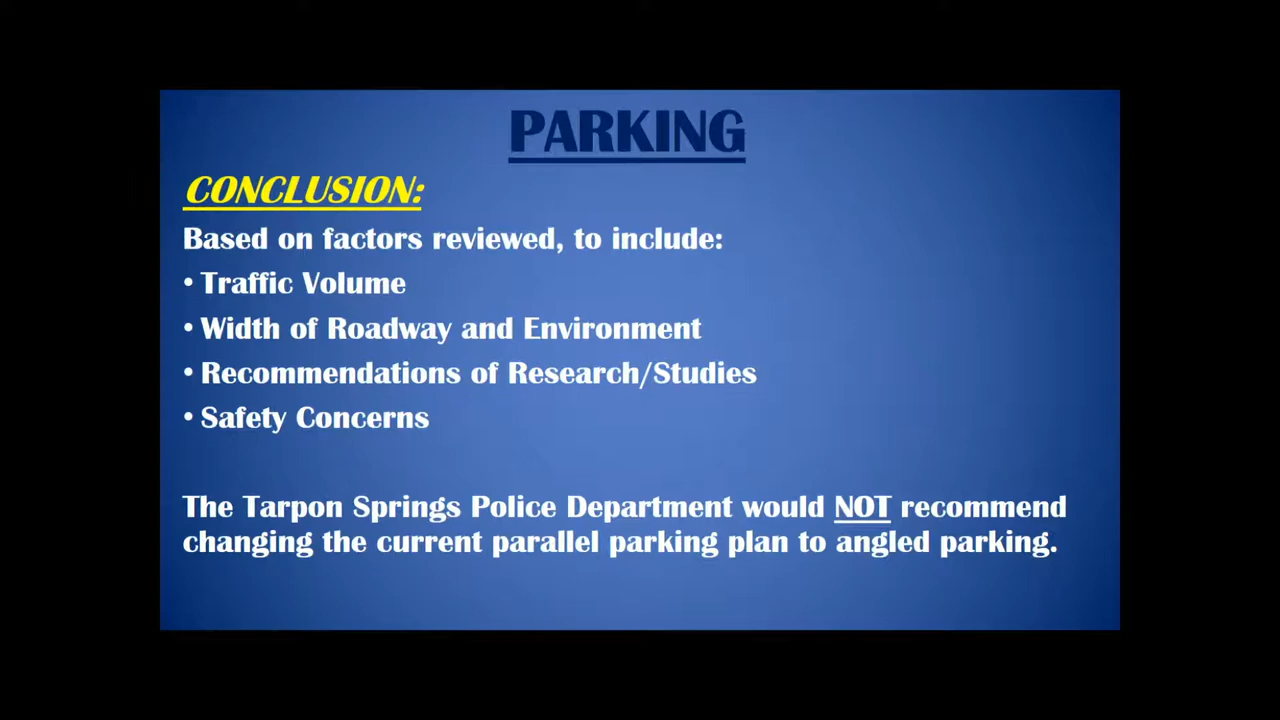 PARKING
CONCLUSION:
Based on factors reviewed, to include:
• Traffic Volume
• Width of Roadway and Environment
• Recommendations of Research/Studies
• Safety Concerns
The Tarpon Springs Police Department would NOT recommend
changing the current parallel parking plan to angled parking.